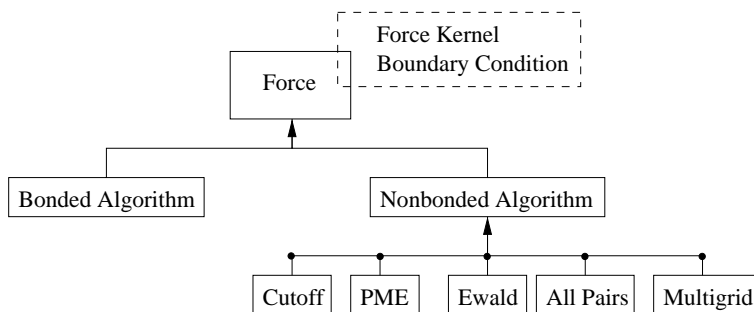 Force Kernel
Boundary Condition
Force
Bonded Algorithm
Nonbonded Algorithm
Cutoff
PME
Ewald
All Pairs
Multigrid